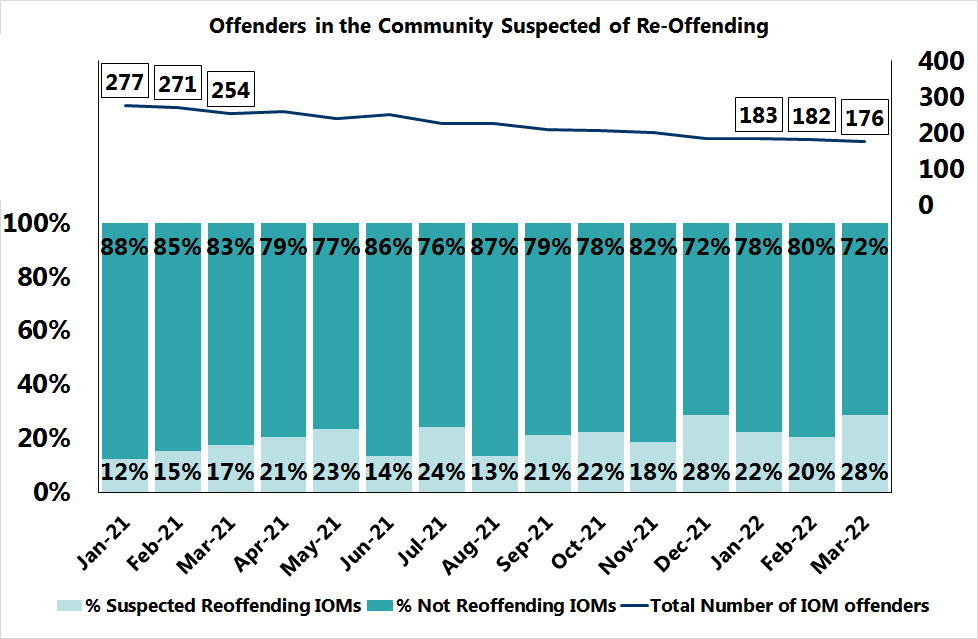 Offenders in the Community Suspected of Re-Offending
277 271 254 183 182 176
400
300
200
100
0
100%
80%
60%
40%
20%
0%
88% 85% 83% 79% 77% 86% 76% 87% 79% 78% 82% 72% 78% 80% 72%
12% 15% 17% 21% 23% 14% 24% 13% 21% 22% 18% 28% 22% 20% 28%
Jan-21 Feb-21 Mar-21 Apr-21 May-21 Jun-21 Jul-21 Aug-21 Sep-21 Oct-21 Nov-21 Dec-21 Jan-22 Feb-22 Mar-22
% Suspected Reoffending IOMs % Not Reoffending IOMs Total Number of IOM offenders